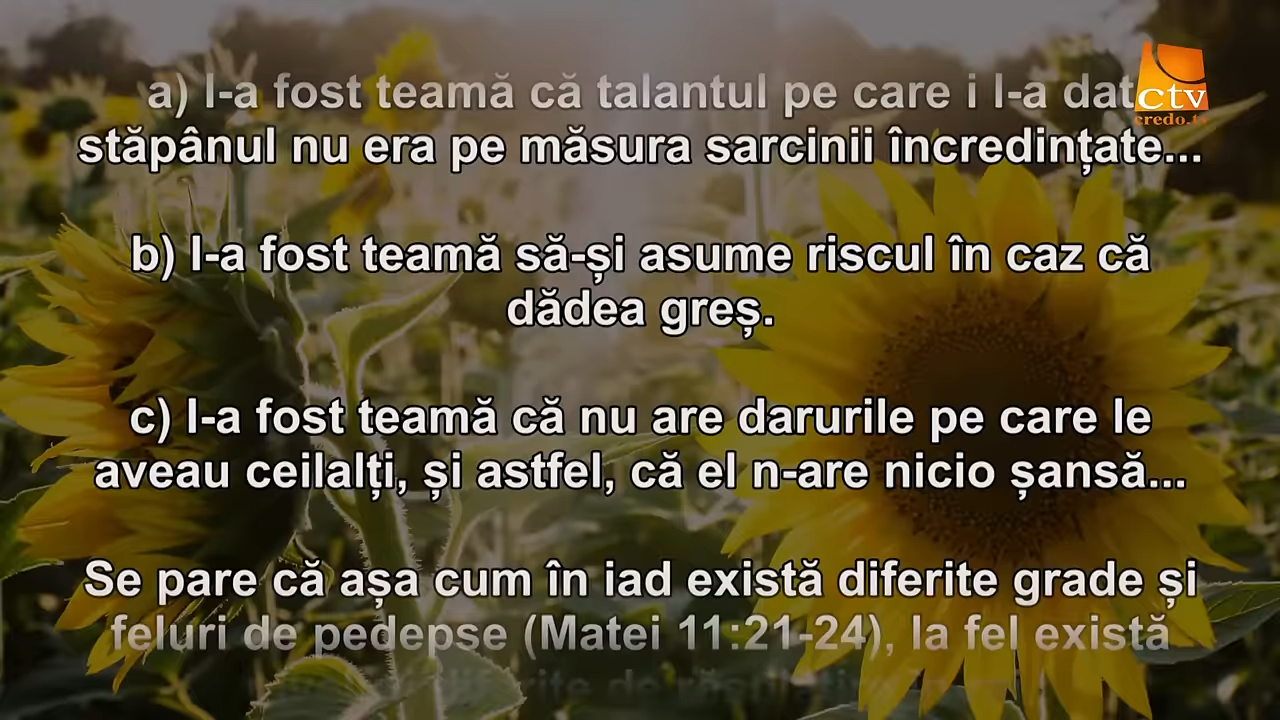 a) I-a fost teamă că talantul pe care i l-a dat
stăpânul nu era pe măsura sarcinii încredințate...
b) I-a fost teamă să-și asume riscul în caz că
dădea greș.
c) I-a fost teamă că nu are darurile pe care le
aveau ceilalți, și astfel, că el n-are nicio șansă...
Se pare că așa cum în iad există diferite grade și
feluri de pedepse (Matei 11:21-24), la fel există
diferite de
ctv
credo.tv